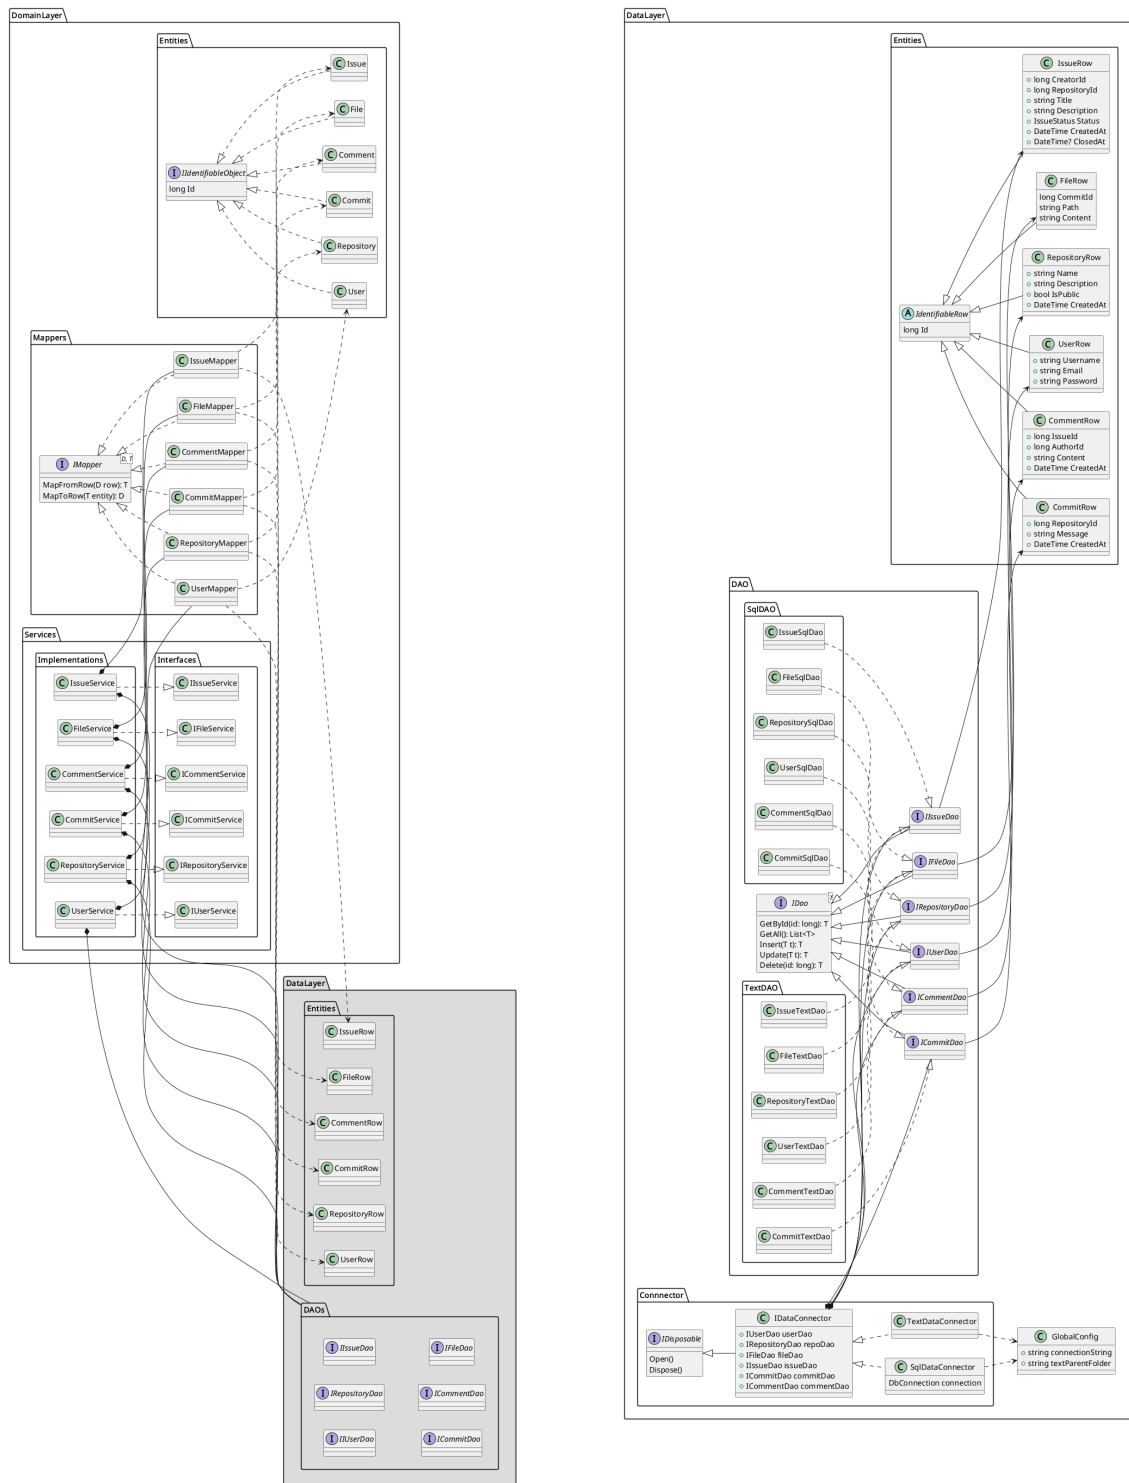 DomainLayer
Entities
C Issue
C File
C Comment
I IIdentifiableObject
long Id
C Commit
C Repository
C User
Mappers
C IssueMapper
C FileMapper
C CommentMapper
I IMapper D, T
MapFromRow(D row): T
MapToRow(T entity): D
C CommitMapper
C RepositoryMapper
C UserMapper
Services
Implementations
Interfaces
C IssueService
C IIssueService
C FileService
C IFileService
C CommentService
C ICommentService
C CommitService
C ICommitService
C RepositoryService
C IRepositoryService
C UserService
C IUserService
DataLayer
Entities
C IssueRow
C FileRow
C CommentRow
C CommitRow
C RepositoryRow
C UserRow
DAOs
I IIssueDao
I IFileDao
I IRepositoryDao
I ICommentDao
I IIUserDao
I ICommitDao
DataLayer
Entities
C IssueRow
long CreatorId
long RepositoryId
string Title
string Description
IssueStatus Status
DateTime CreatedAt
DateTime? ClosedAt
C FileRow
long CommitId
string Path
string Content
C RepositoryRow
string Name
string Description
bool IsPublic
DateTime CreatedAt
A IdentifiableRow
long Id
C UserRow
string Username
string Email
string Password
C CommentRow
long IssueId
long AuthorId
string Content
DateTime CreatedAt
C CommitRow
long RepositoryId
string Message
DateTime CreatedAt
DAO
SqlDAO
C IssueSqlDao
C FileSqlDao
C RepositorySqlDao
C UserSqlDao
C CommentSqlDao
C CommitSqlDao
I IIssueDao
I IFileDao
I IDao
GetById(id: long): T
GetAll(): List<T>
Insert(T t): T
Update(T t): T
Delete(id: long): T
I IRepositoryDao
I IUserDao
I ICommentDao
I ICommitDao
TextDAO
C IssueTextDao
C FileTextDao
C RepositoryTextDao
C UserTextDao
C CommentTextDao
C CommitTextDao
Connnector
I IDisposable
Open()
Dispose()
C IDataConnector
IUserDao userDao
IRepositoryDao repoDao
IFileDao fileDao
IIssueDao issueDao
ICommitDao commitDao
ICommentDao commentDao
C TextDataConnector
C SqlDataConnector
DbConnection connection
C GlobalConfig
string connectionString
string textParentFolder